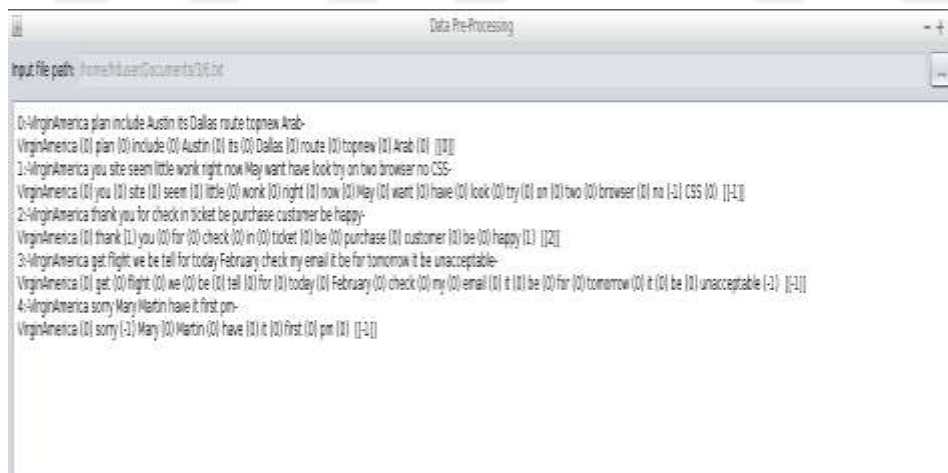 Data Pre-Processing
Input file path: /home/hduser/Documents/3/6.txt
0:-VirginAmerica plan include Austin its Dallas route topnew Arab-
VirginAmerica (0) plan (0) include (0) Austin (0) its (0) Dallas (0) route (0) topnew (0) Arab (0) [[0]]
1:-VirginAmerica you site seem little wonk right now May want have look try on two browser no CSS-
VirginAmerica (0) you (0) site (0) seem (0) little (0) wonk (0) right (0) now (0) May (0) want (0) have (0) look (0) try (0) on (0) two (0) browser (0) no (-1) CSS (0) [[-1]]
2:-VirginAmerica thank you for check in ticket be purchase customer be happy-
VirginAmerica (0) thank (1) you (0) for (0) check (0) in (0) ticket (0) be (0) purchase (0) customer (0) be (0) happy (1) [[2]]
3:-VirginAmerica get flight we be tell for today February check my email it be for tomorrow it be unacceptable-
VirginAmerica (0) get (0) flight (0) we (0) be (0) tell (0) for (0) today (0) February (0) check (0) my (0) email (0) it (0) be (0) for (0) tomorrow (0) it (0) be (0) unacceptable (-1) [[-1]]
4:-VirginAmerica sorry Mary Martin have it first pm-
VirginAmerica (0) sorry (-1) Mary (0) Martin (0) have (0) it (0) first (0) pm (0) [[-1]]